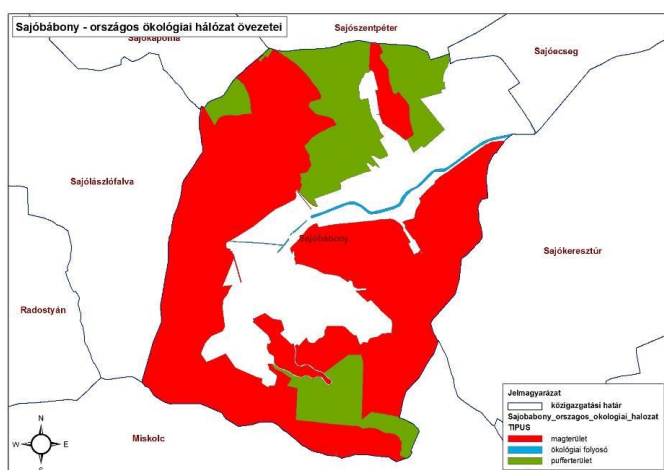 Sajóbábony - országos ökológiai hálózat övezetei
Sajókápolna
Sajószentpéter
Sajóecseg
Sajólászlófalva
Sajóbábony
Sajókeresztúr
Radostyán
Miskolc
N
W
E
S
Jelmagyarázat
közigazgatási határ
Sajobabony_orszagos_okologiai_halozat
TIPUS
magterület
ökológiai folyosó
pufferterület